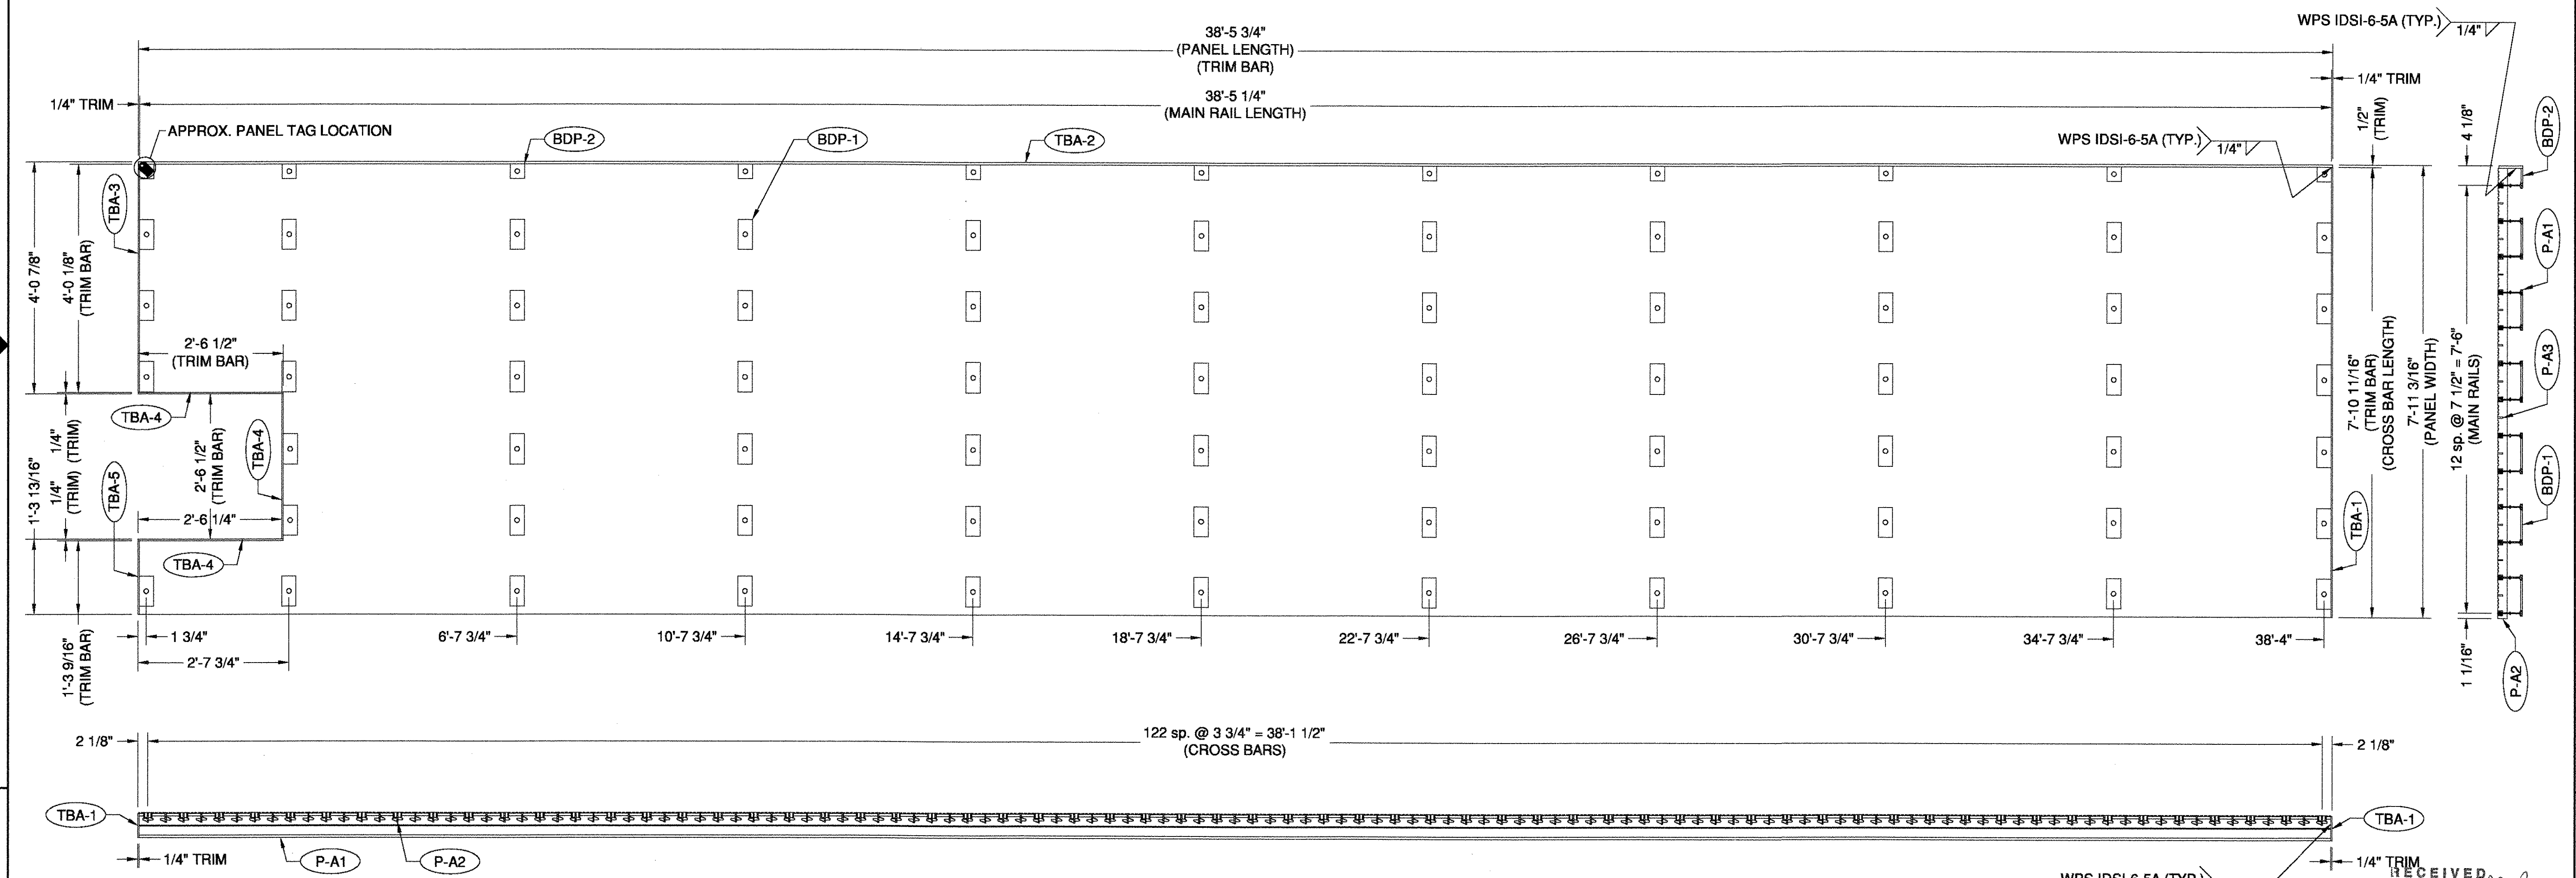 WPS IDSI-6-5A (TYP.)
1/4"
38'-5 3/4"
(PANEL LENGTH)
(TRIM BAR)
1/4" TRIM
1/4" TRIM
38'-5 1/4"
(MAIN RAIL LENGTH)
APPROX. PANEL TAG LOCATION
BDP-2
BDP-1
TBA-2
WPS IDSI-6-5A (TYP.)
1/4"
1/2"
(TRIM)
4 1/8"
BDP-2
TBA-3
4'-0 7/8"
4'-0 1/8"
(TRIM BAR)
2'-6 1/2"
(TRIM BAR)
TBA-4
1/4"
(TRIM)
1/4"
(TRIM)
2'-6 1/2"
(TRIM BAR)
TBA-4
1'-3 13/16"
TBA-5
2'-6 1/4"
TBA-4
1'-3 9/16"
(TRIM BAR)
7'-10 11/16"
(TRIM BAR)
(CROSS BAR LENGTH)
7'-11 3/16"
(PANEL WIDTH)
12 sp. @ 7 1/2" = 7'-6"
(MAIN RAILS)
P-A1
P-A3
BDP-1
TBA-1
1 1/16"
P-A2
1 3/4"
2'-7 3/4"
6'-7 3/4"
10'-7 3/4"
14'-7 3/4"
18'-7 3/4"
22'-7 3/4"
26'-7 3/4"
30'-7 3/4"
34'-7 3/4"
38'-4"
2 1/8"
122 sp. @ 3 3/4" = 38'-1 1/2"
(CROSS BARS)
2 1/8"
TBA-1
TBA-1
1/4" TRIM
P-A1
P-A2
1/4" TRIM
WPS IDSI-6-5A (TYP.)
RECEIVED